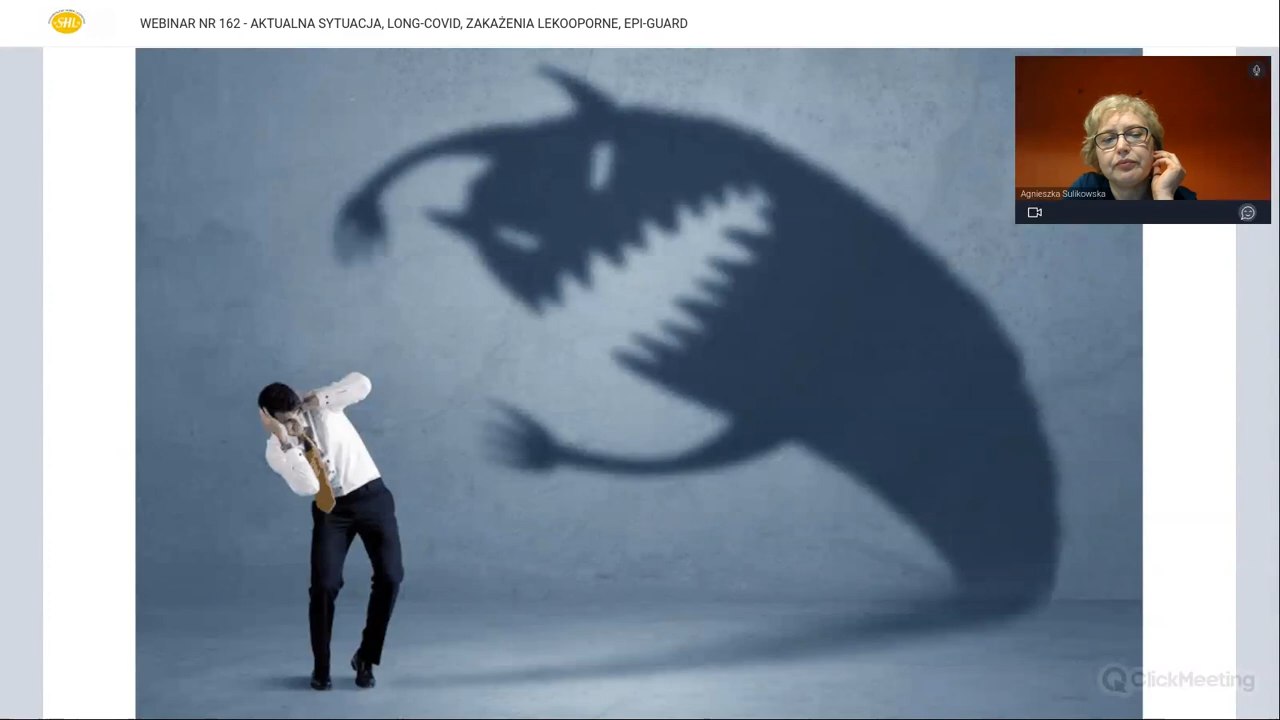 SHL
WEBINAR NR 162 - AKTUALNA SYTUACJA, LONG-COVID, ZAKAŻENIA LEKOOPORNE, EPI-GUARD
Agnieszka Sulikowska
ClickMeeting